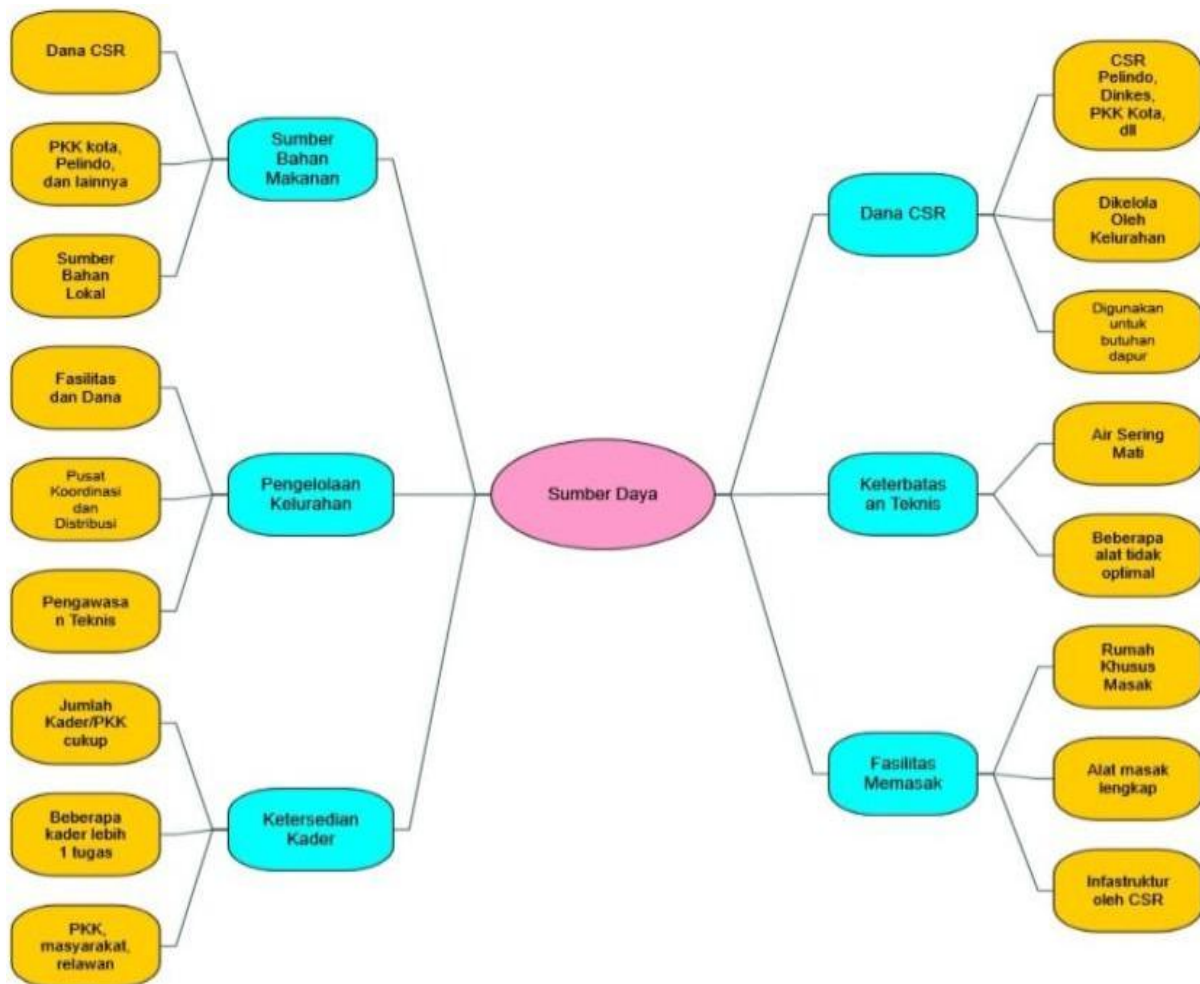 Dana CSR
PKK kota,
Pelindo,
dan lainnya
Sumber
Bahan
Lokal
Sumber
Bahan
Makanan
Fasilitas
dan Dana
Pusat
Koordinasi
dan
Distribusi
Pengawasa
n Teknis
Pengelolaan
Kelurahan
Jumlah
Kader/PKK
cukup
Beberapa
kader lebih
1 tugas
PKK,
masyarakat,
relawan
Ketersedian
Kader
Sumber Daya
Dana CSR
CSR
Pelindo,
Dinkes,
PKK Kota,
dll
Dikelola
Oleh
Kelurahan
Digunakan
untuk
butuhan
dapur
Keterbatas
an Teknis
Air Sering
Mati
Beberapa
alat tidak
optimal
Fasilitas
Memasak
Rumah
Khusus
Masak
Alat masak
lengkap
Infastruktur
oleh CSR